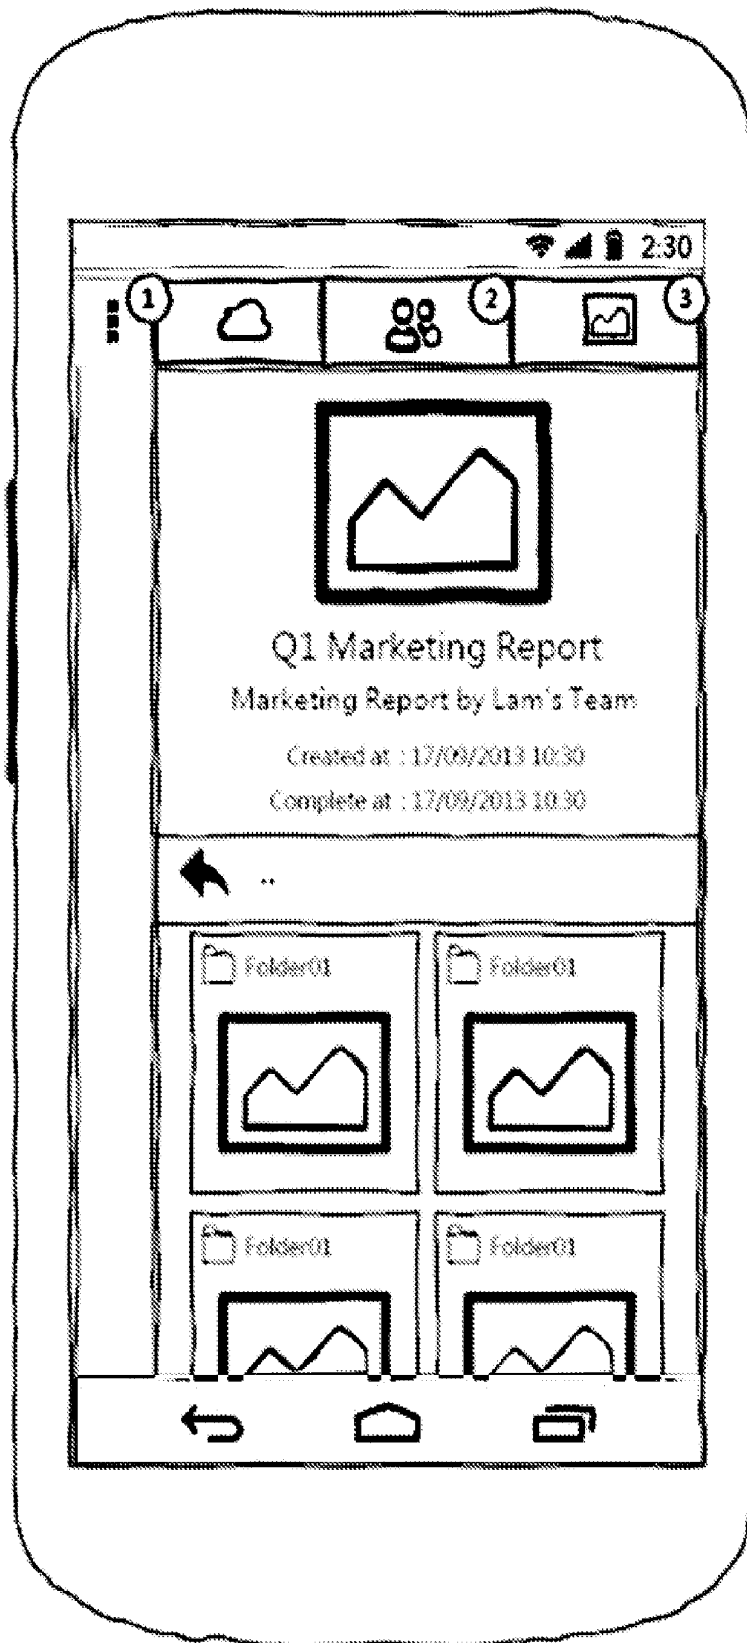 2:30
1
2
3
Q1 Marketing Report
Marketing Report by Lam's Team
Created at : 17/09/2013 10:30
Complete at : 17/09/2013 10:30
..
Folder01 Folder01
Folder01 Folder01